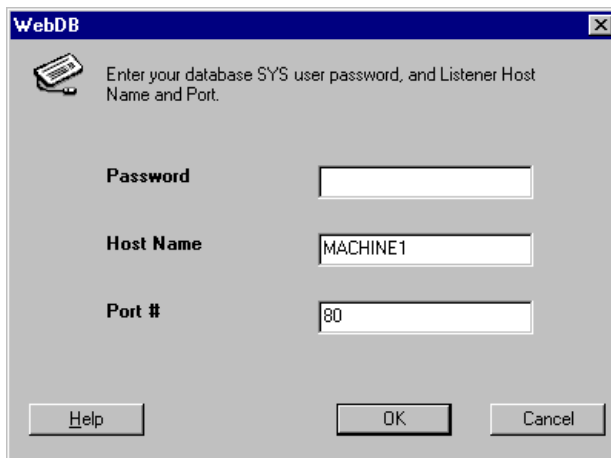 WebDB
Enter your database SYS user password, and Listener Host
Name and Port.
Password
Host Name
MACHINE1
Port #
80
Help
OK
Cancel